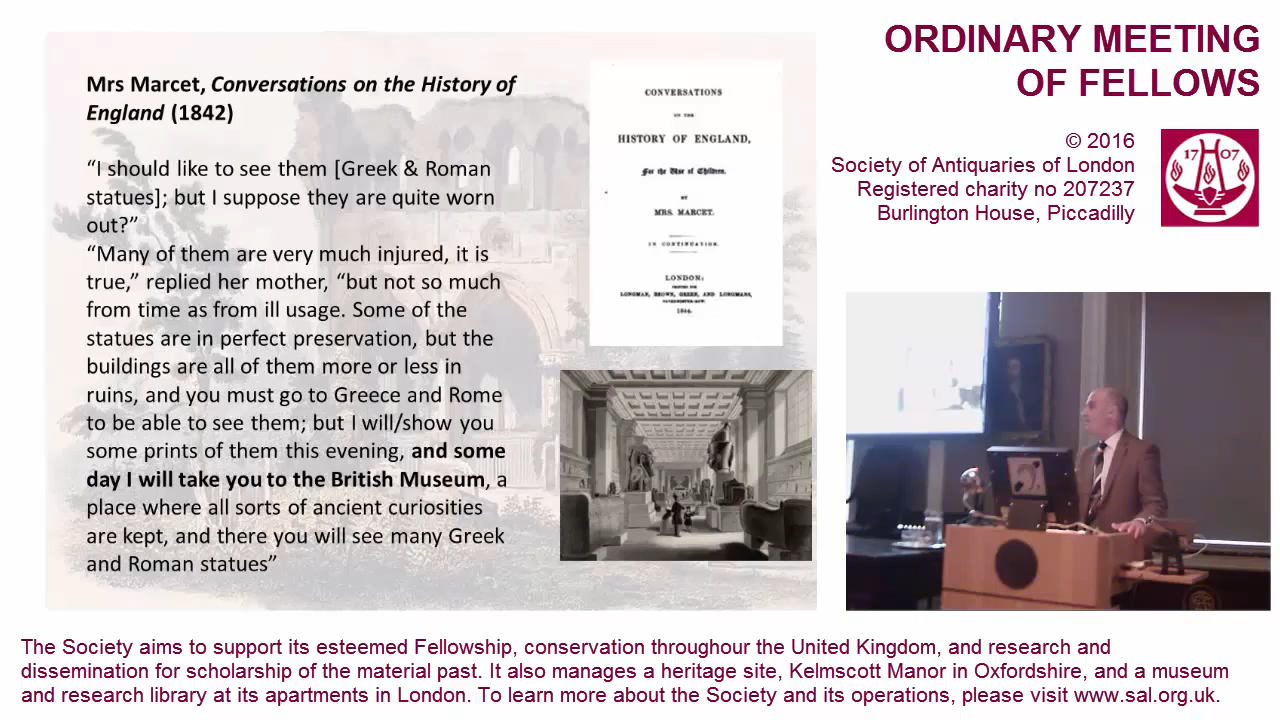 Mrs Marcet, Conversations on the History of
England (1842)
“I should like to see them [Greek & Roman
statues]; but I suppose they are quite worn
out?”
“Many of them are very much injured, it is
true,” replied her mother, “but not so much
from time as from ill usage. Some of the
statues are in perfect preservation, but the
buildings are all of them more or less in
ruins, and you must go to Greece and Rome
to be able to see them; but I will/show you
some prints of them this evening, and some
day I will take you to the British Museum, a
place where all sorts of ancient curiosities
are kept, and there you will see many Greek
and Roman statues”
CONVERSATIONS
ON THE
HISTORY OF ENGLAND,
For the Use of Children.
BY
MRS. MARCET.
IN CONTINUATION.
LONDON:
PRINTED FOR
LONGMAN, BROWN, GREEN, AND LONGMANS,
PATERNOSTER-ROW.
1844.
ORDINARY MEETING
OF FELLOWS
© 2016
Society of Antiquaries of London
Registered charity no 207237
Burlington House, Piccadilly
1707
The Society aims to support its esteemed Fellowship, conservation throughour the United Kingdom, and research and
dissemination for scholarship of the material past. It also manages a heritage site, Kelmscott Manor in Oxfordshire, and a museum
and research library at its apartments in London. To learn more about the Society and its operations, please visit www.sal.org.uk.